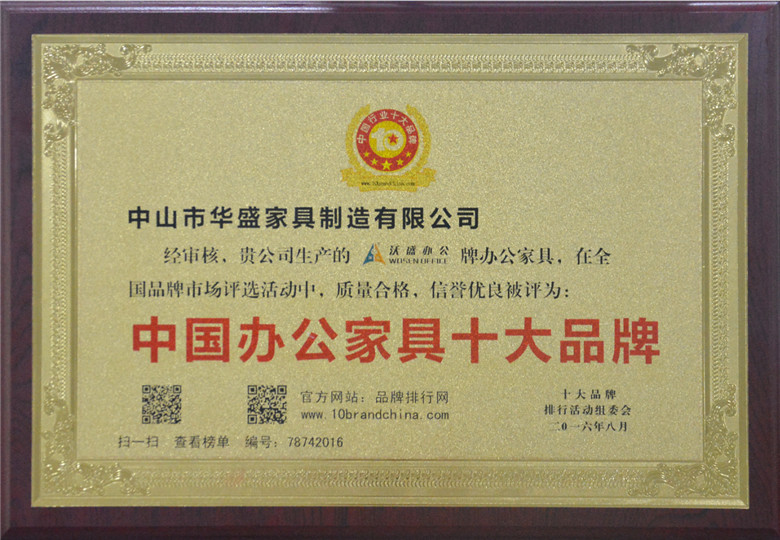 中国行业十大品牌
10
www.10brandchina.com
中山市华盛家具制造有限公司
经审核，贵公司生产的 沃盛办公 WOSEN OFFICE 牌办公家具，在全
国品牌市场评选活动中，质量合格，信誉优良被评为：
中国办公家具十大品牌
官方网站：品牌排行网
www.10brandchina.com
扫一扫 查看榜单 编号：78742016
十大品牌
排行活动组委会
二〇一六年八月